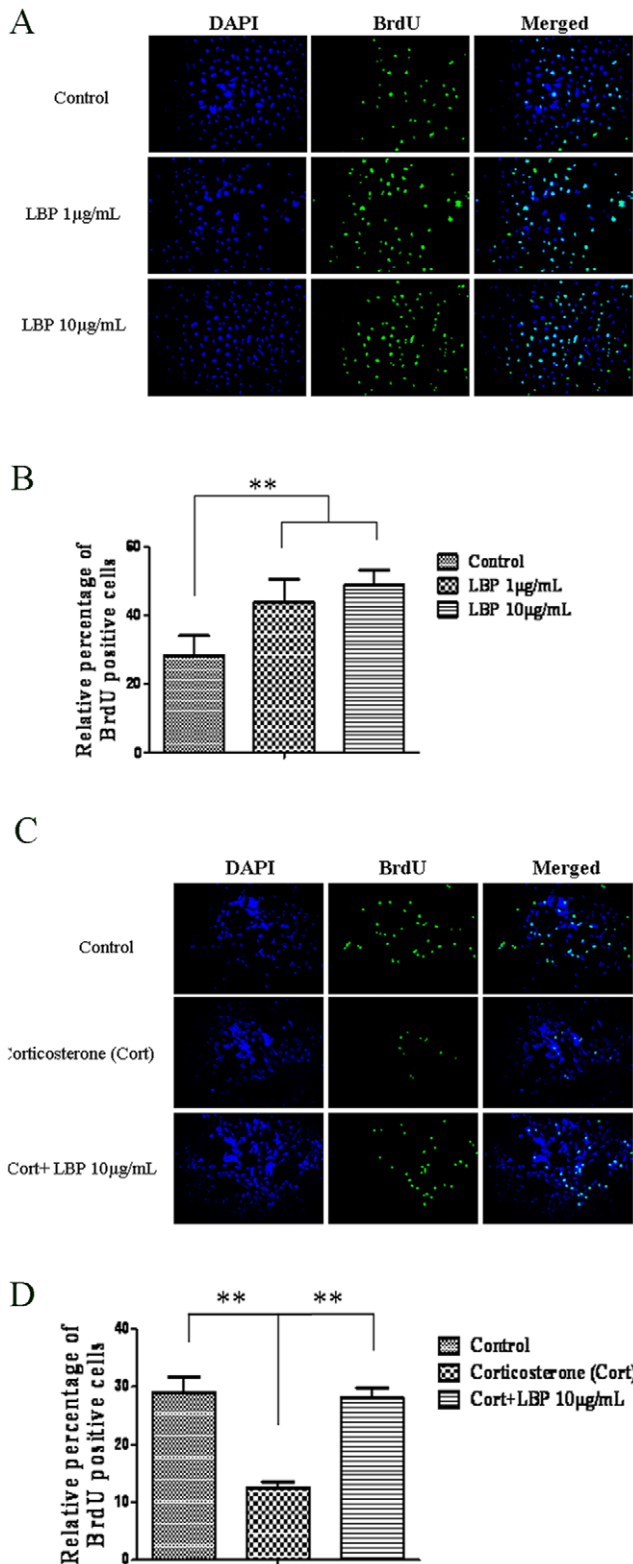 A
DAPI BrdU Merged
Control
LBP 1µg/mL
LBP 10µg/mL
B
**
Relative percentage of
BrdU positive cells
60
40
20
0
Control
LBP 1µg/mL
LBP 10µg/mL
C
DAPI BrdU Merged
Control
Corticosterone (Cort)
Cort+ LBP 10µg/mL
D
** **
Relative percentage of
BrdU positive cells
40
30
20
10
0
Control
Corticosterone (Cort)
Cort+LBP 10µg/mL